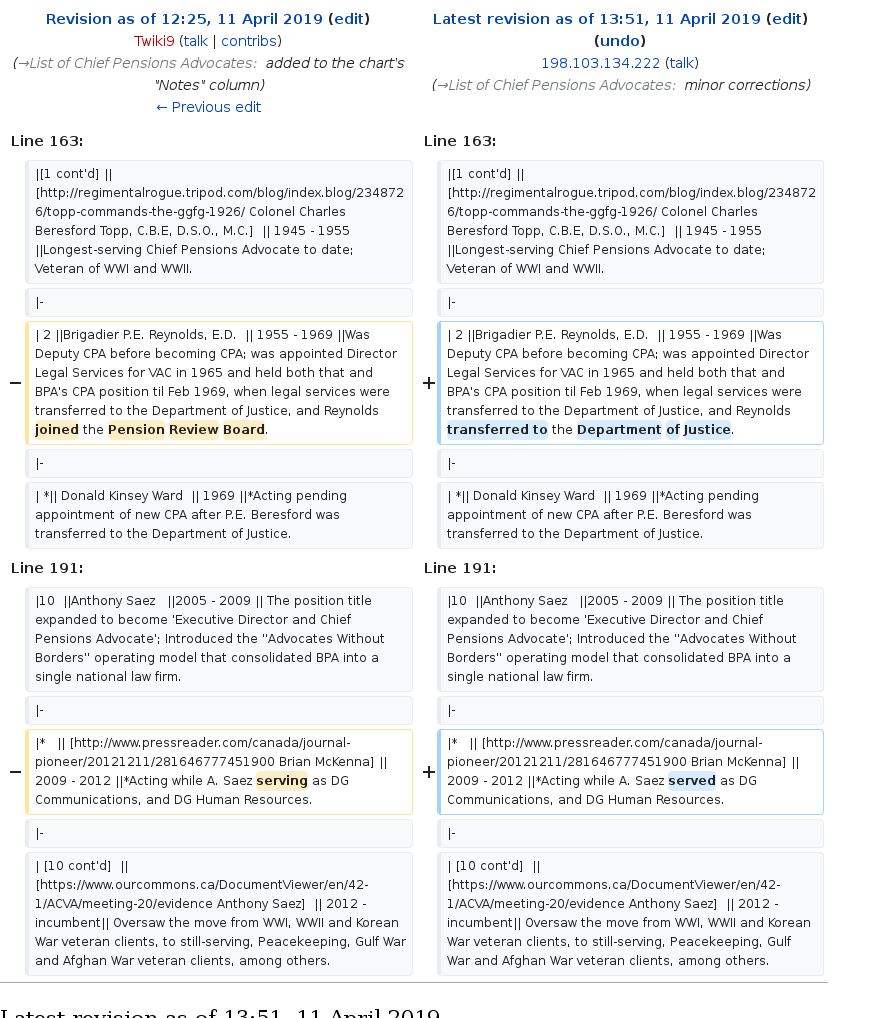 Revision as of 12:25, 11 April 2019 (edit)
Twiki9 (talk | contribs)
(→List of Chief Pensions Advocates: added to the chart's
"Notes" column)
← Previous edit
Latest revision as of 13:51, 11 April 2019 (edit)
(undo)
198.103.134.222 (talk)
(→List of Chief Pensions Advocates: minor corrections)
Line 163:
Line 163:
|[1 cont'd] ||
[http://regimentalrogue.tripod.com/blog/index.blog/234872
6/topp-commands-the-ggfg-1926/ Colonel Charles
Beresford Topp, C.B.E, D.S.O., M.C.] || 1945 - 1955
||Longest-serving Chief Pensions Advocate to date;
Veteran of WWI and WWII.
|[1 cont'd] ||
[http://regimentalrogue.tripod.com/blog/index.blog/234872
6/topp-commands-the-ggfg-1926/ Colonel Charles
Beresford Topp, C.B.E, D.S.O., M.C.] || 1945 - 1955
||Longest-serving Chief Pensions Advocate to date;
Veteran of WWI and WWII.
|-
|-
−
| 2 ||Brigadier P.E. Reynolds, E.D. || 1955 - 1969 ||Was
Deputy CPA before becoming CPA; was appointed Director
Legal Services for VAC in 1965 and held both that and
BPA's CPA position til Feb 1969, when legal services were
transferred to the Department of Justice, and Reynolds
joined the Pension Review Board.
+
| 2 ||Brigadier P.E. Reynolds, E.D. || 1955 - 1969 ||Was
Deputy CPA before becoming CPA; was appointed Director
Legal Services for VAC in 1965 and held both that and
BPA's CPA position til Feb 1969, when legal services were
transferred to the Department of Justice, and Reynolds
transferred to the Department of Justice.
|-
|-
| *|| Donald Kinsey Ward || 1969 ||*Acting pending
appointment of new CPA after P.E. Beresford was
transferred to the Department of Justice.
| *|| Donald Kinsey Ward || 1969 ||*Acting pending
appointment of new CPA after P.E. Beresford was
transferred to the Department of Justice.
Line 191:
Line 191:
|10 ||Anthony Saez ||2005 - 2009 || The position title
expanded to become 'Executive Director and Chief
Pensions Advocate'; Introduced the "Advocates Without
Borders" operating model that consolidated BPA into a
single national law firm.
|10 ||Anthony Saez ||2005 - 2009 || The position title
expanded to become 'Executive Director and Chief
Pensions Advocate'; Introduced the "Advocates Without
Borders" operating model that consolidated BPA into a
single national law firm.
|-
|-
−
|* || [http://www.pressreader.com/canada/journal-
pioneer/20121211/281646777451900 Brian McKenna] ||
2009 - 2012 ||*Acting while A. Saez serving as DG
Communications, and DG Human Resources.
+
|* || [http://www.pressreader.com/canada/journal-
pioneer/20121211/281646777451900 Brian McKenna] ||
2009 - 2012 ||*Acting while A. Saez served as DG
Communications, and DG Human Resources.
|-
|-
| [10 cont'd] ||
[https://www.ourcommons.ca/DocumentViewer/en/42-
1/ACVA/meeting-20/evidence Anthony Saez] || 2012 -
incumbent|| Oversaw the move from WWI, WWII and Korean
War veteran clients, to still-serving, Peacekeeping, Gulf War
and Afghan War veteran clients, among others.
| [10 cont'd] ||
[https://www.ourcommons.ca/DocumentViewer/en/42-
1/ACVA/meeting-20/evidence Anthony Saez] || 2012 -
incumbent|| Oversaw the move from WWI, WWII and Korean
War veteran clients, to still-serving, Peacekeeping, Gulf
War and Afghan War veteran clients, among others.
Latest revision as of 13:51, 11 April 2019